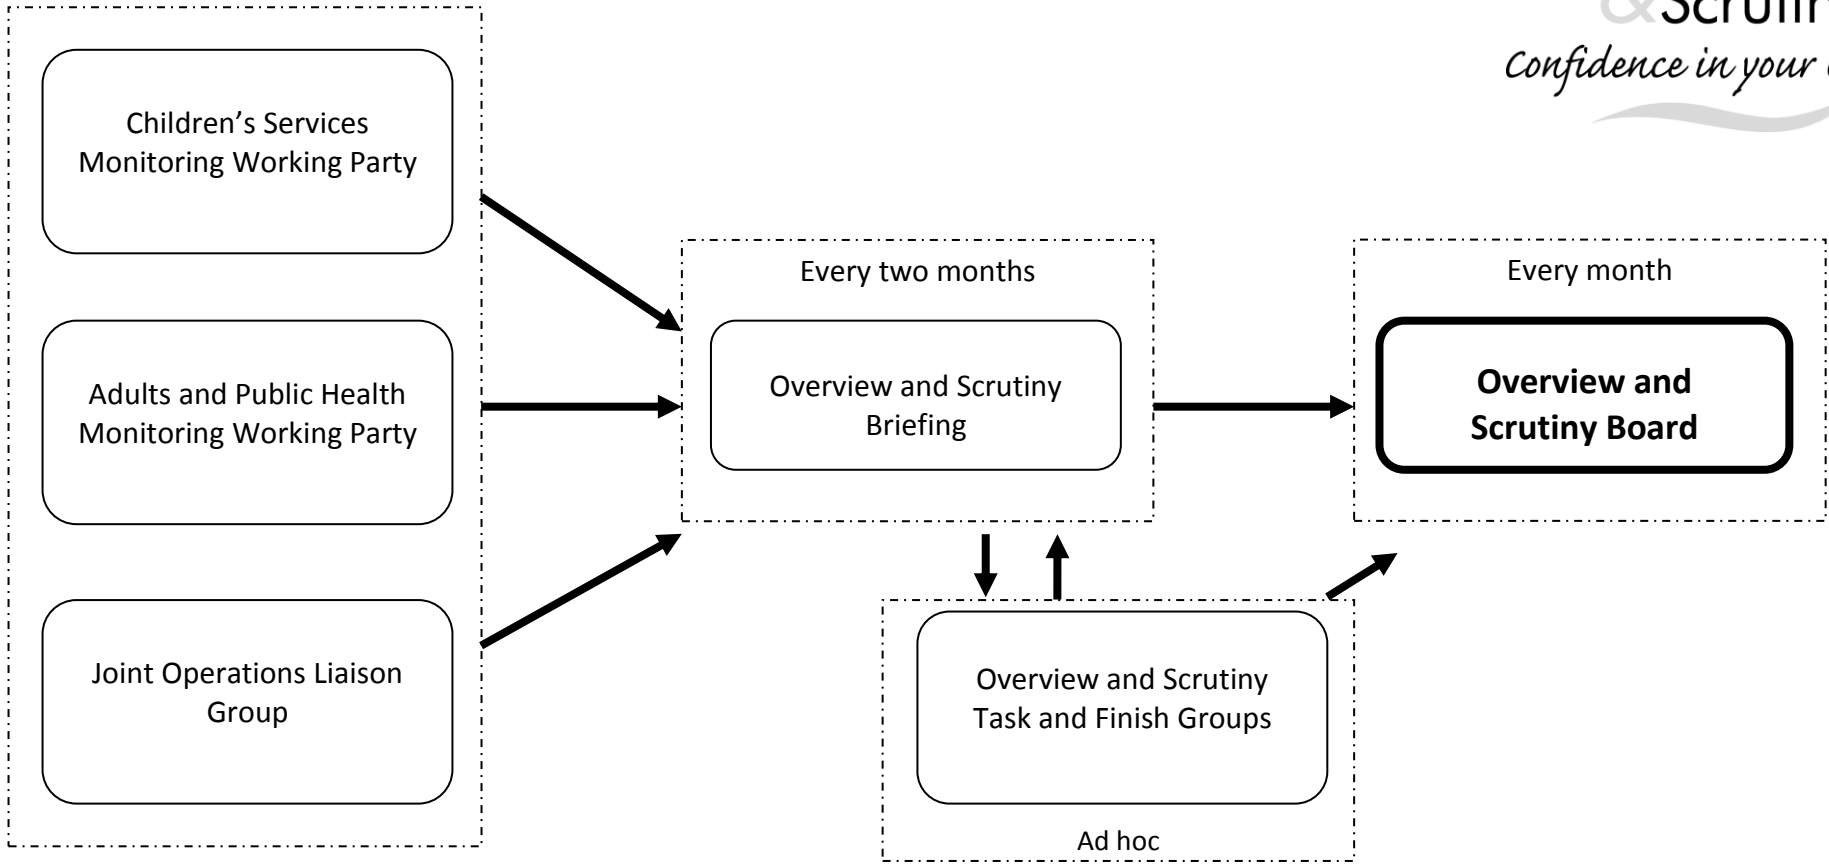 Confidence in your
Children’s Services
Monitoring Working Party
Adults and Public Health
Monitoring Working Party
Joint Operations Liaison
Group
Every two months
Overview and Scrutiny
Briefing
Overview and Scrutiny
Task and Finish Groups
Ad hoc
Every month
Overview and
Scrutiny Board